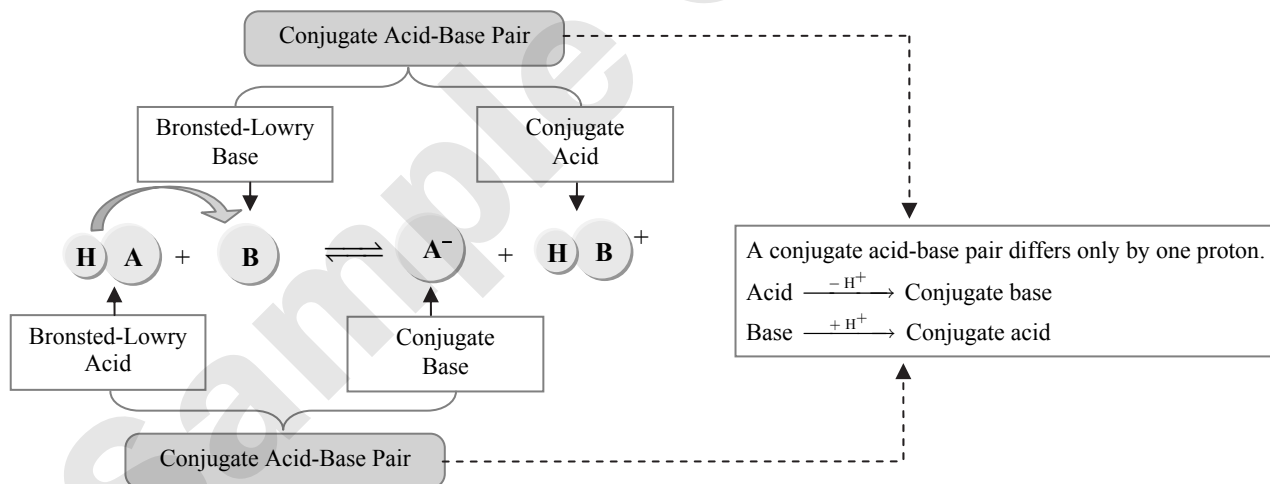 Conjugate Acid-Base Pair
Bronsted-Lowry
Base
Conjugate
Acid
H A + B ⇌ A⁻ + H B⁺
Bronsted-Lowry
Acid
Conjugate
Base
Conjugate Acid-Base Pair
A conjugate acid-base pair differs only by one proton.
Acid − H⁺ → Conjugate base
Base + H⁺ → Conjugate acid
Sample